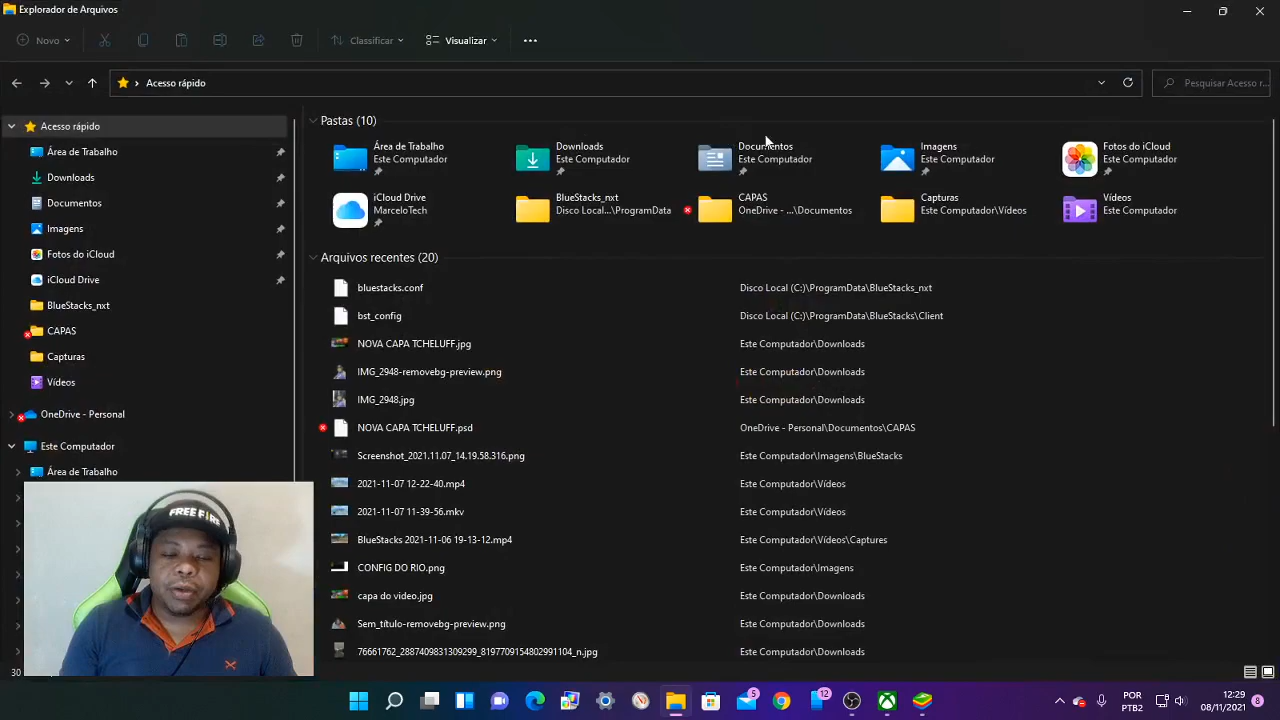 Explorador de Arquivos
Novo
Classificar
Visualizar
Acesso rápido
Pesquisar Acesso r...
Acesso rápido
Área de Trabalho
Downloads
Documentos
Imagens
Fotos do iCloud
iCloud Drive
BlueStacks_nxt
CAPAS
Capturas
Vídeos
OneDrive - Personal
Este Computador
Área de Trabalho
Pastas (10)
Área de Trabalho
Este Computador
Downloads
Este Computador
Documentos
Este Computador
Imagens
Este Computador
Fotos do iCloud
Este Computador
iCloud Drive
MarceloTech
BlueStacks_nxt
Disco Local...\ProgramData
CAPAS
OneDrive - ...\Documentos
Capturas
Este Computador\Vídeos
Vídeos
Este Computador
Arquivos recentes (20)
bluestacks.conf Disco Local (C:)\ProgramData\BlueStacks_nxt
bst_config Disco Local (C:)\ProgramData\BlueStacks\Client
NOVA CAPA TCHELUFF.jpg Este Computador\Downloads
IMG_2948-removebg-preview.png Este Computador\Downloads
IMG_2948.jpg Este Computador\Downloads
NOVA CAPA TCHELUFF.psd OneDrive - Personal\Documentos\CAPAS
Screenshot_2021.11.07_14.19.58.316.png Este Computador\Imagens\BlueStacks
2021-11-07 12-22-40.mp4 Este Computador\Vídeos
2021-11-07 11-39-56.mkv Este Computador\Vídeos
BlueStacks 2021-11-06 19-13-12.mp4 Este Computador\Vídeos\Captures
CONFIG DO RIO.png Este Computador\Imagens
capa do video.jpg Este Computador\Downloads
Sem_título-removebg-preview.png Este Computador\Downloads
76661762_2887409831309299_8197709154802991104_n.jpg Este Computador\Downloads
FREE FIRE
30
5
12
POR
PTB2
12:29
08/11/2021
8